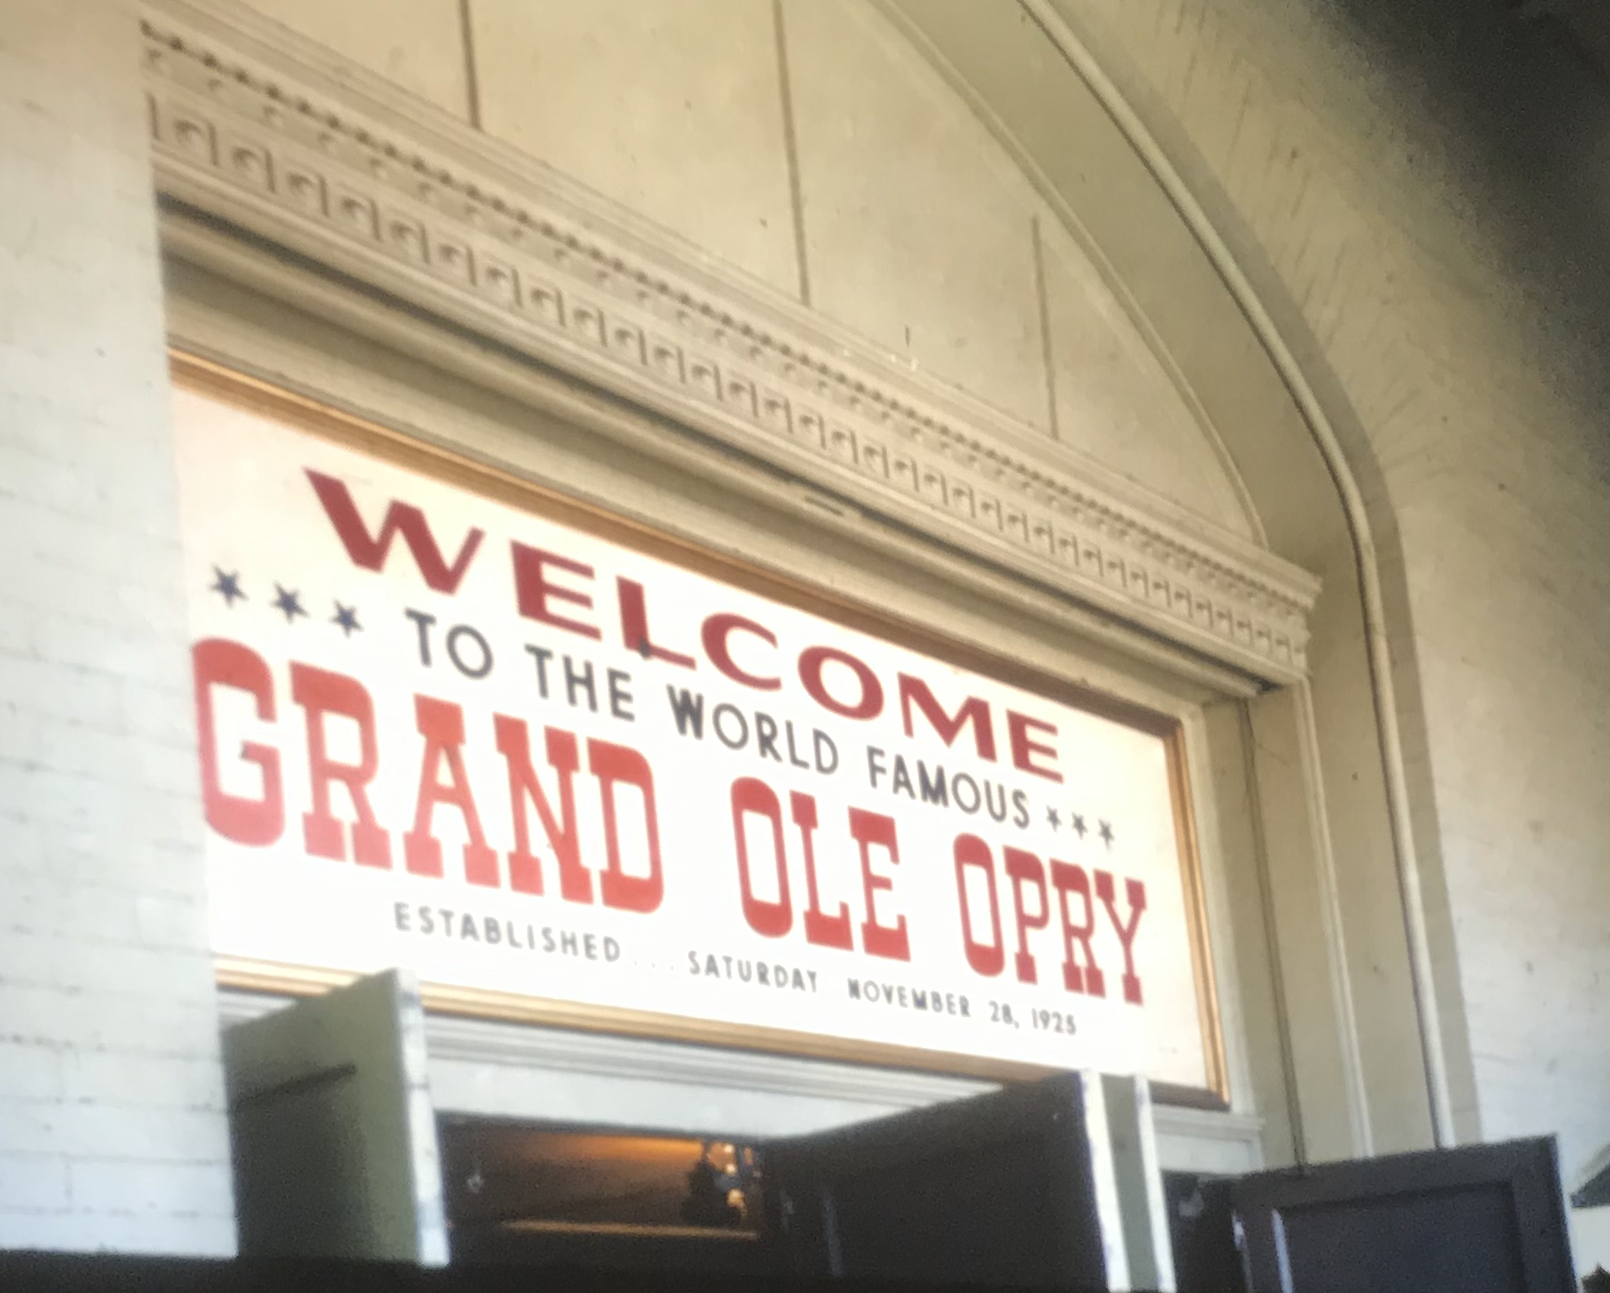 WELCOME
★ ★ ★ TO THE WORLD FAMOUS ★ ★ ★
GRAND OLE OPRY
ESTABLISHED . . . SATURDAY NOVEMBER 28, 1925